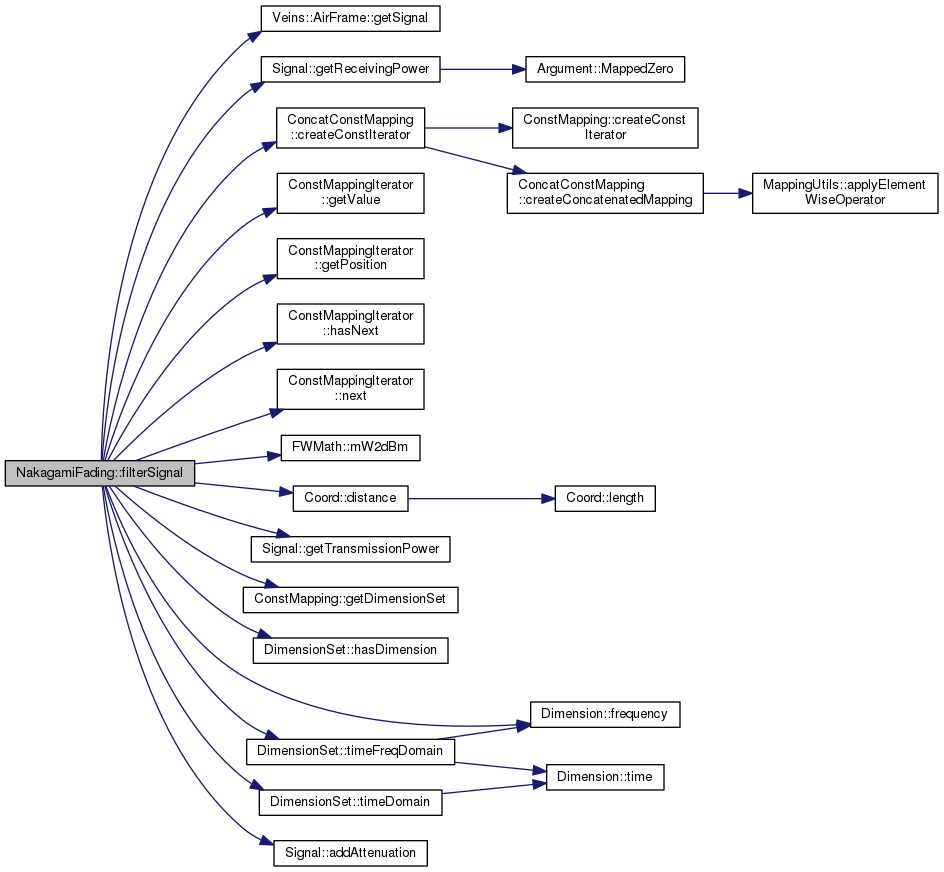 Veins::AirFrame::getSignal
Signal::getReceivingPower
Argument::MappedZero
ConcatConstMapping
::createConstIterator
ConstMapping::createConst
Iterator
ConcatConstMapping
::createConcatenatedMapping
MappingUtils::applyElement
WiseOperator
ConstMappingIterator
::getValue
ConstMappingIterator
::getPosition
ConstMappingIterator
::hasNext
ConstMappingIterator
::next
FWMath::mW2dBm
NakagamiFading::filterSignal
Coord::distance
Coord::length
Signal::getTransmissionPower
ConstMapping::getDimensionSet
DimensionSet::hasDimension
Dimension::frequency
DimensionSet::timeFreqDomain
Dimension::time
DimensionSet::timeDomain
Signal::addAttenuation